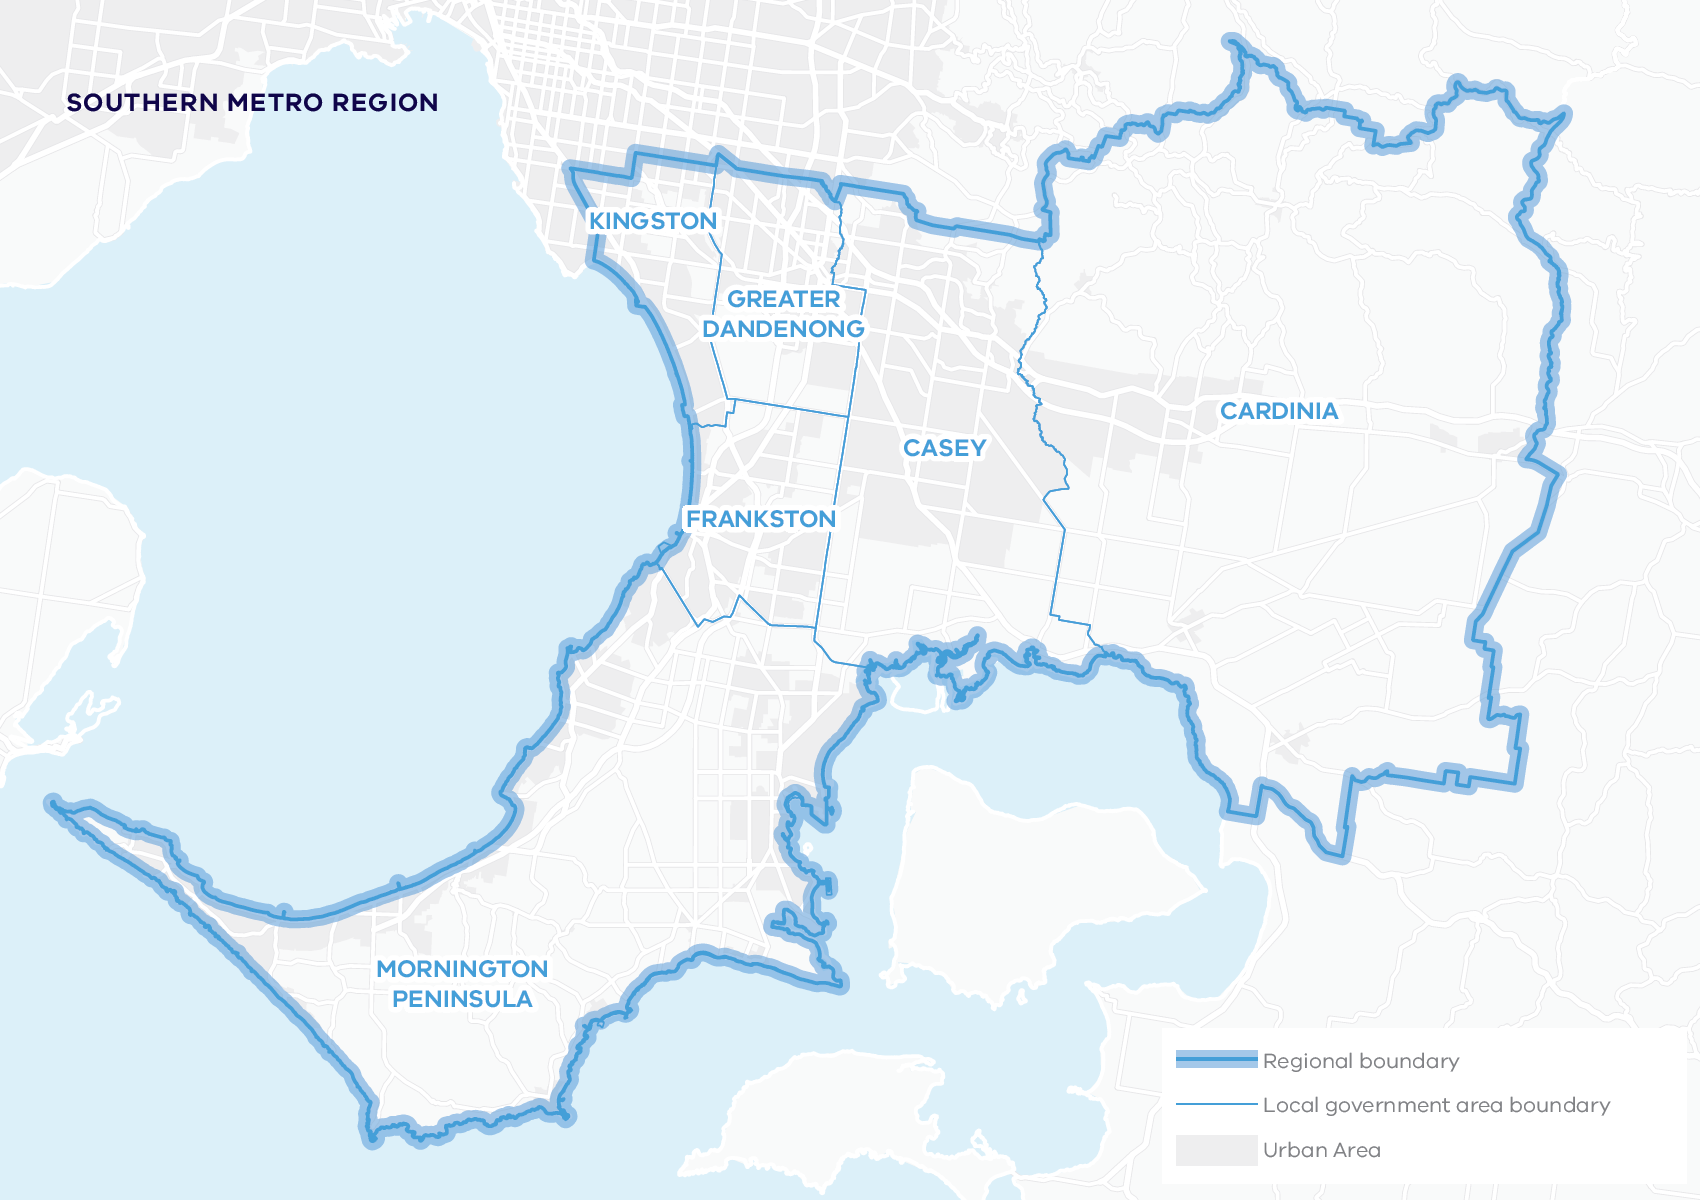 SOUTHERN METRO REGION
KINGSTON
GREATER
DANDENONG
CARDINIA
CASEY
FRANKSTON
MORNINGTON
PENINSULA
Regional boundary
Local government area boundary
Urban Area